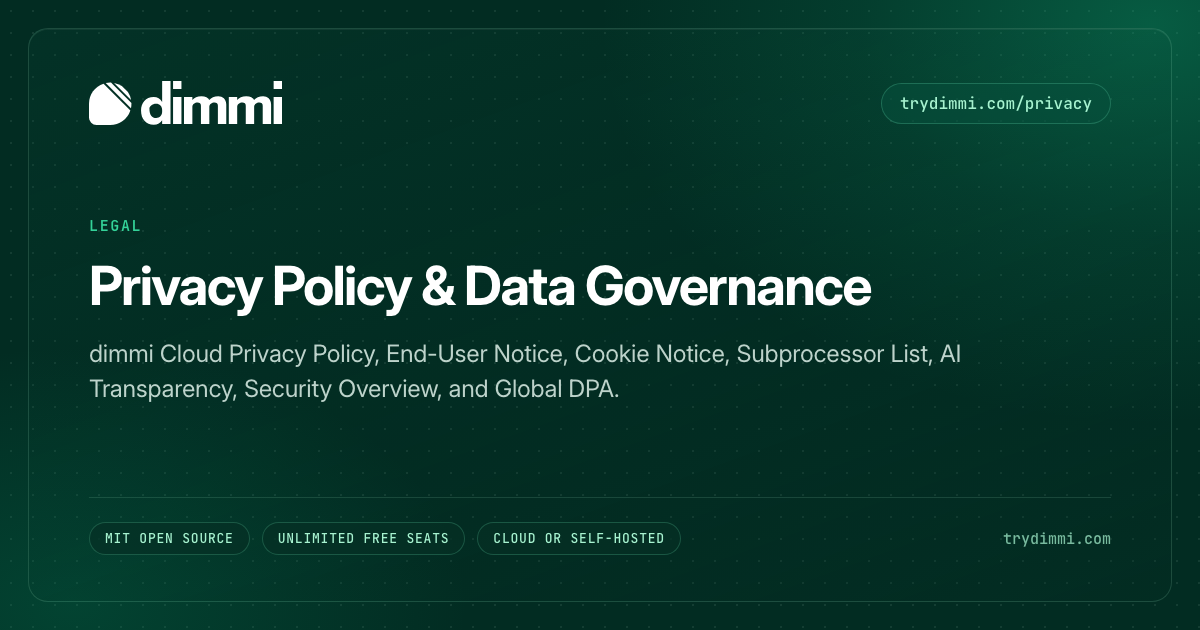 dimmi
trydimmi.com/privacy
LEGAL
Privacy Policy & Data Governance
dimmi Cloud Privacy Policy, End-User Notice, Cookie Notice, Subprocessor List, AI
Transparency, Security Overview, and Global DPA.
MIT OPEN SOURCE
UNLIMITED FREE SEATS
CLOUD OR SELF-HOSTED
trydimmi.com